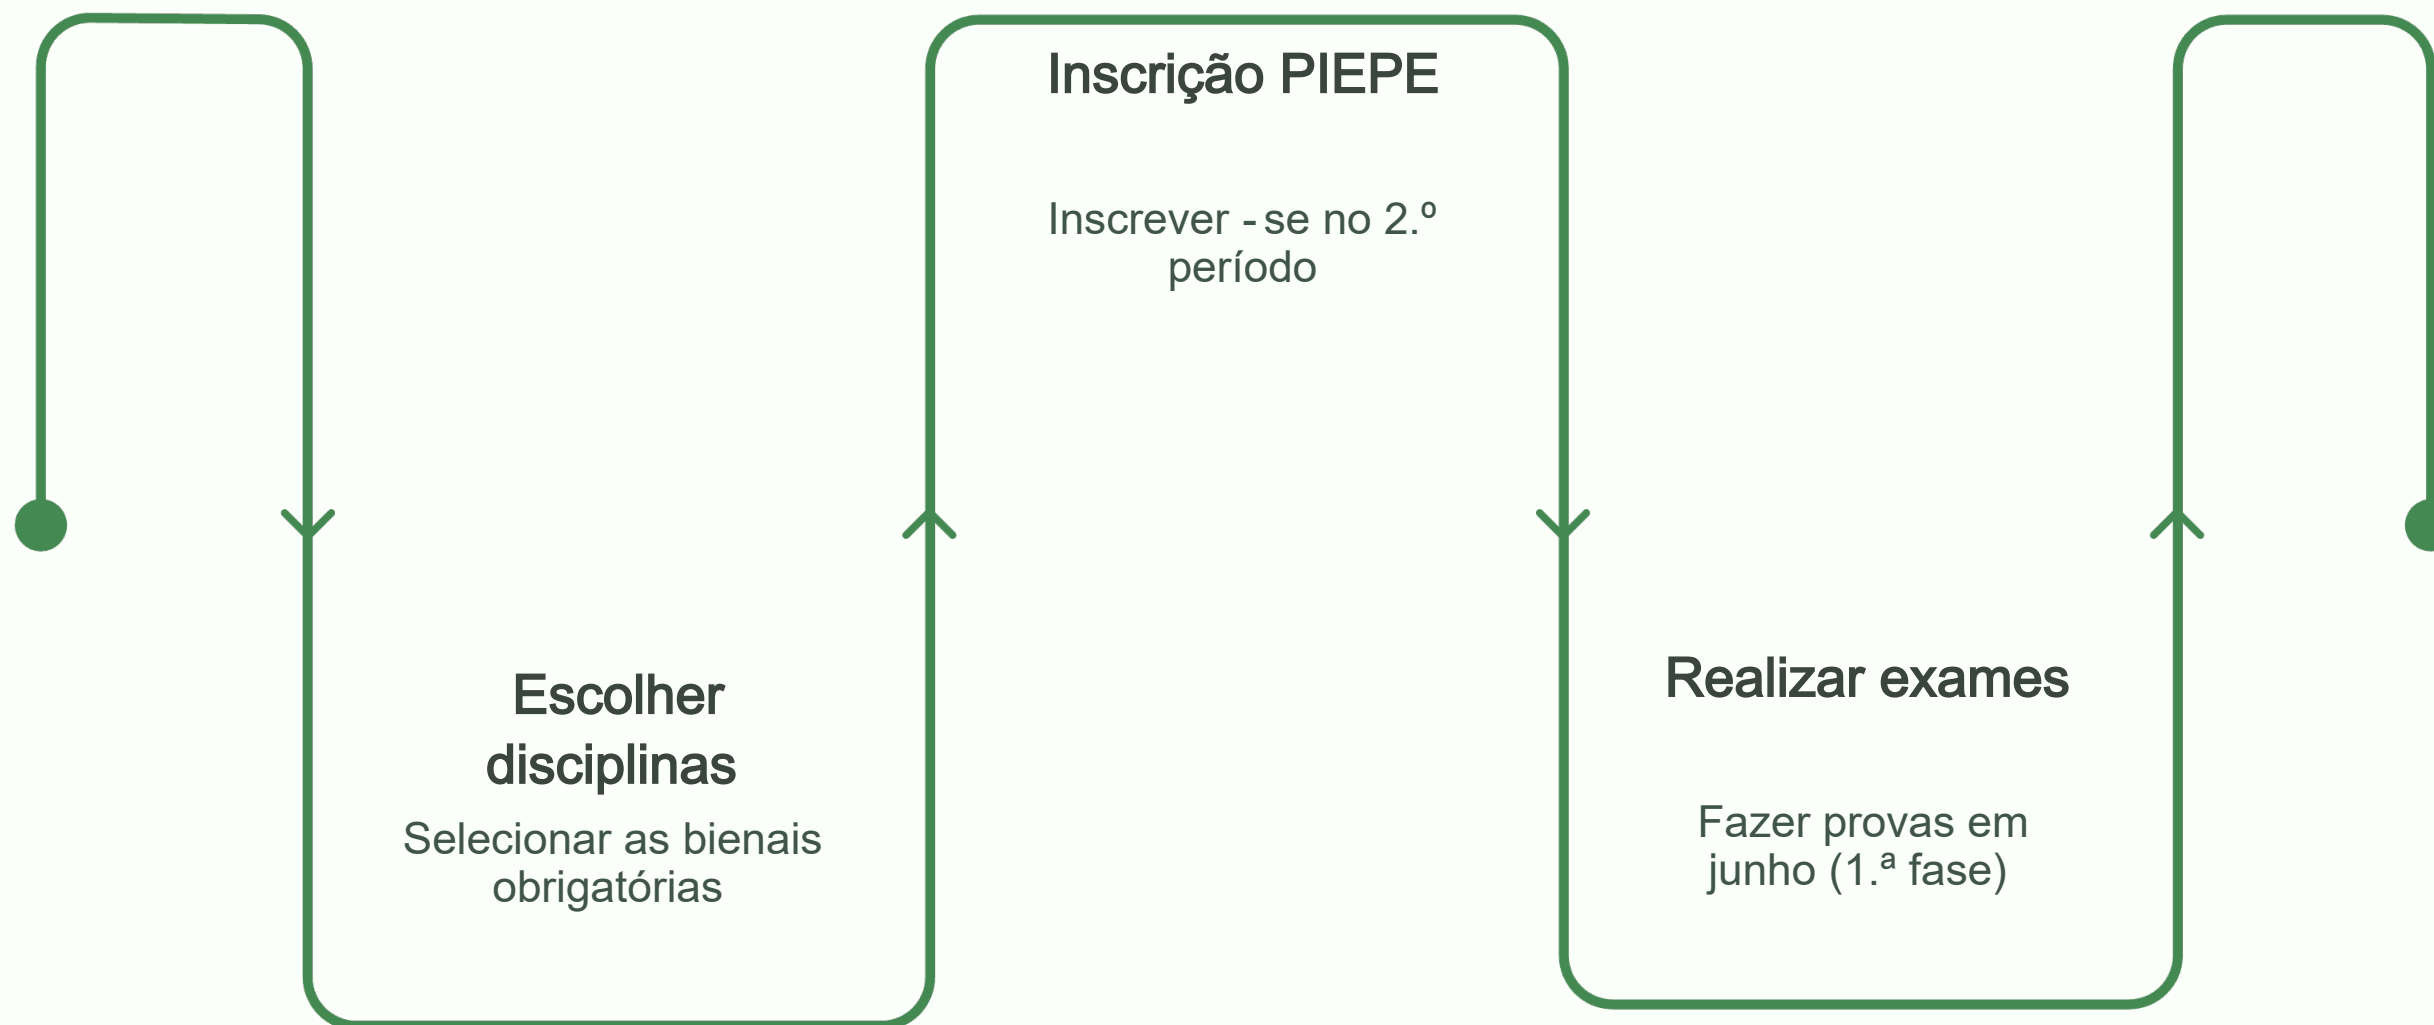 Escolher
disciplinas
Selecionar as bienais
obrigatórias
Inscrição PIEPE
Inscrever -se no 2.º
período
Realizar exames
Fazer provas em
junho (1.ª fase)